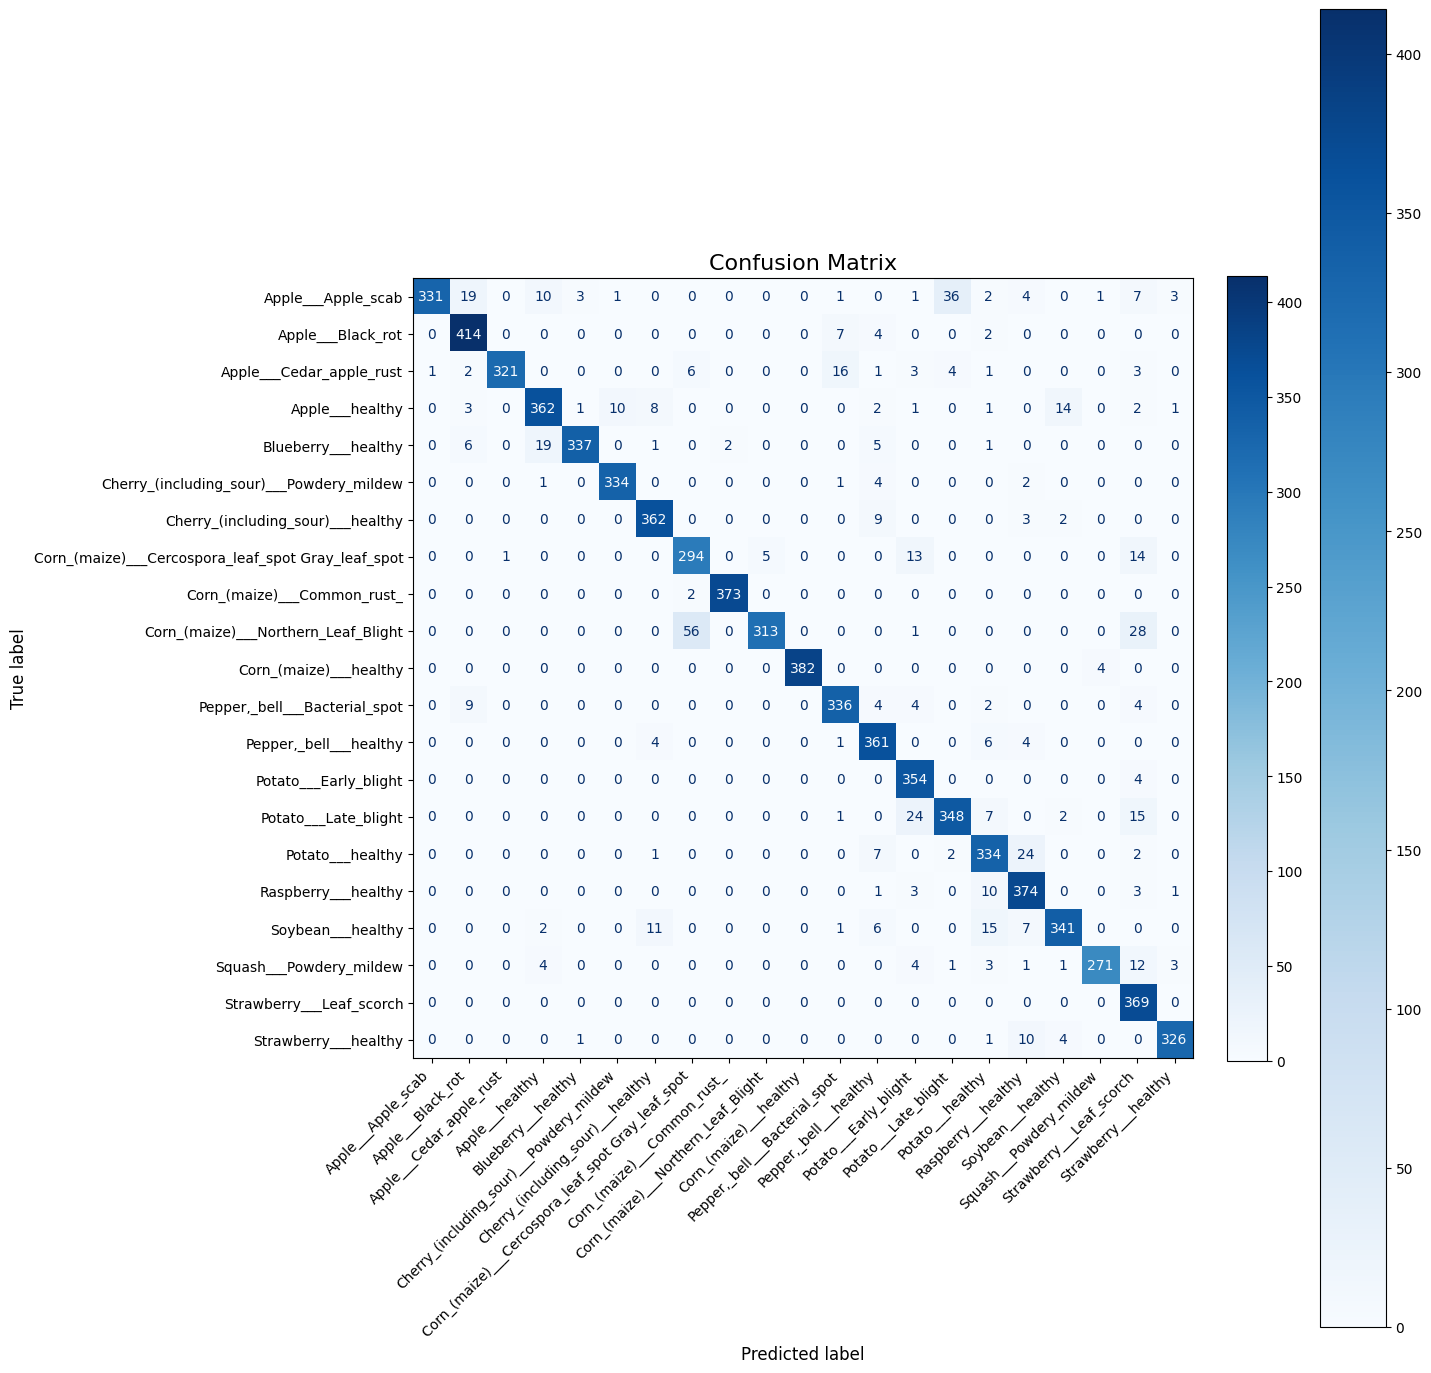 Confusion Matrix
True label
Apple___Apple_scab 331 19 0 10 3 1 0 0 0 0 0 1 0 1 36 2 4 0 1 7 3
Apple___Black_rot 0 414 0 0 0 0 0 0 0 0 0 7 4 0 0 2 0 0 0 0 0
Apple___Cedar_apple_rust 1 2 321 0 0 0 0 6 0 0 0 16 1 3 4 1 0 0 0 3 0
Apple___healthy 0 3 0 362 1 10 8 0 0 0 0 0 2 1 0 1 0 14 0 2 1
Blueberry___healthy 0 6 0 19 337 0 1 0 2 0 0 0 5 0 0 1 0 0 0 0 0
Cherry_(including_sour)___Powdery_mildew 0 0 0 1 0 334 0 0 0 0 0 1 4 0 0 0 2 0 0 0 0
Cherry_(including_sour)___healthy 0 0 0 0 0 0 362 0 0 0 0 0 9 0 0 0 3 2 0 0 0
Corn_(maize)___Cercospora_leaf_spot Gray_leaf_spot 0 0 1 0 0 0 0 294 0 5 0 0 0 13 0 0 0 0 0 14 0
Corn_(maize)___Common_rust_ 0 0 0 0 0 0 0 2 373 0 0 0 0 0 0 0 0 0 0 0 0
Corn_(maize)___Northern_Leaf_Blight 0 0 0 0 0 0 0 56 0 313 0 0 0 1 0 0 0 0 0 28 0
Corn_(maize)___healthy 0 0 0 0 0 0 0 0 0 0 382 0 0 0 0 0 0 0 4 0 0
Pepper,_bell___Bacterial_spot 0 9 0 0 0 0 0 0 0 0 0 336 4 4 0 2 0 0 0 4 0
Pepper,_bell___healthy 0 0 0 0 0 0 4 0 0 0 0 1 361 0 0 6 4 0 0 0 0
Potato___Early_blight 0 0 0 0 0 0 0 0 0 0 0 0 0 354 0 0 0 0 0 4 0
Potato___Late_blight 0 0 0 0 0 0 0 0 0 0 0 1 0 24 348 7 0 2 0 15 0
Potato___healthy 0 0 0 0 0 0 1 0 0 0 0 0 7 0 2 334 24 0 0 2 0
Raspberry___healthy 0 0 0 0 0 0 0 0 0 0 0 0 1 3 0 10 374 0 0 3 1
Soybean___healthy 0 0 0 2 0 0 11 0 0 0 0 1 6 0 0 15 7 341 0 0 0
Squash___Powdery_mildew 0 0 0 4 0 0 0 0 0 0 0 0 0 4 1 3 1 1 271 12 3
Strawberry___Leaf_scorch 0 0 0 0 0 0 0 0 0 0 0 0 0 0 0 0 0 0 0 369 0
Strawberry___healthy 0 0 0 0 1 0 0 0 0 0 0 0 0 0 0 1 10 4 0 0 326
Apple___Apple_scab
Apple___Black_rot
Apple___Cedar_apple_rust
Apple___healthy
Blueberry___healthy
Cherry_(including_sour)___Powdery_mildew
Cherry_(including_sour)___healthy
Corn_(maize)___Cercospora_leaf_spot Gray_leaf_spot
Corn_(maize)___Common_rust_
Corn_(maize)___Northern_Leaf_Blight
Corn_(maize)___healthy
Pepper,_bell___Bacterial_spot
Pepper,_bell___healthy
Potato___Early_blight
Potato___Late_blight
Potato___healthy
Raspberry___healthy
Soybean___healthy
Squash___Powdery_mildew
Strawberry___Leaf_scorch
Strawberry___healthy
Predicted label
400
350
300
250
200
150
100
50
0
400
350
300
250
200
150
100
50
0